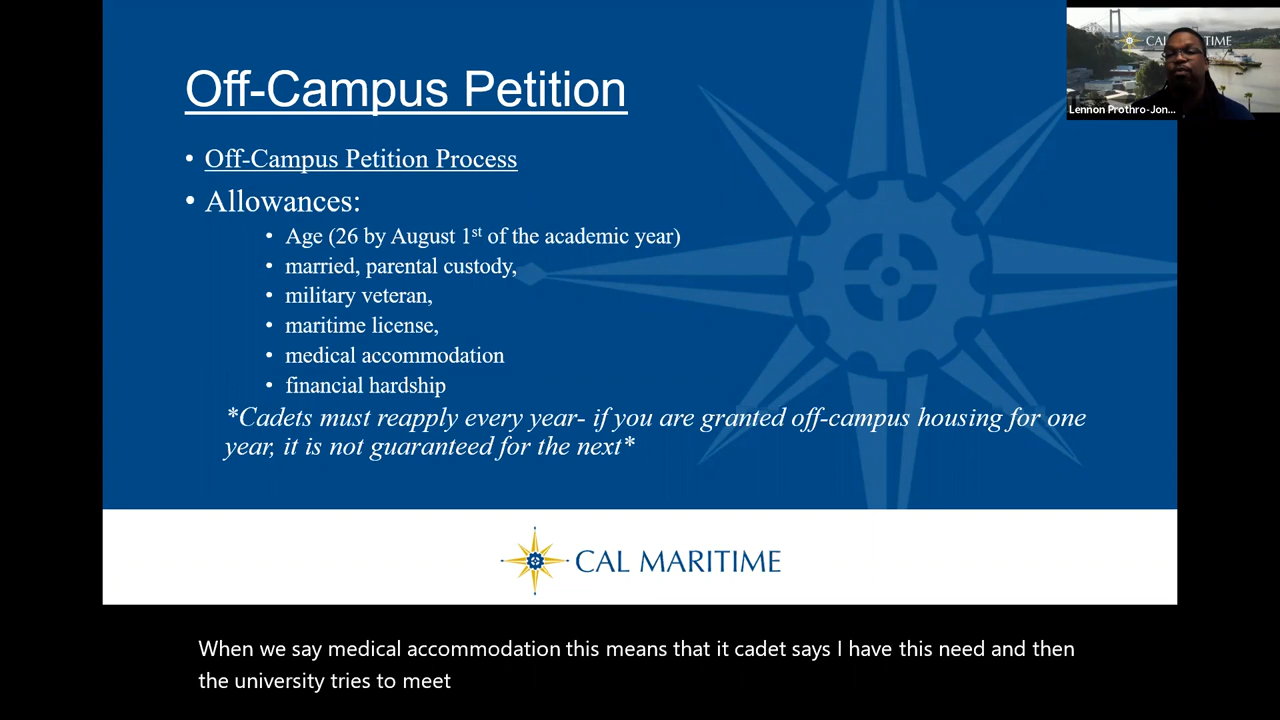 Off-Campus Petition
CAL MARITIME
Lennon Prothro-Jon...
• Off-Campus Petition Process
• Allowances:
• Age (26 by August 1st of the academic year)
• married, parental custody,
• military veteran,
• maritime license,
• medical accommodation
• financial hardship
*Cadets must reapply every year- if you are granted off-campus housing for one
year, it is not guaranteed for the next*
CAL MARITIME
When we say medical accommodation this means that it cadet says I have this need and then
the university tries to meet